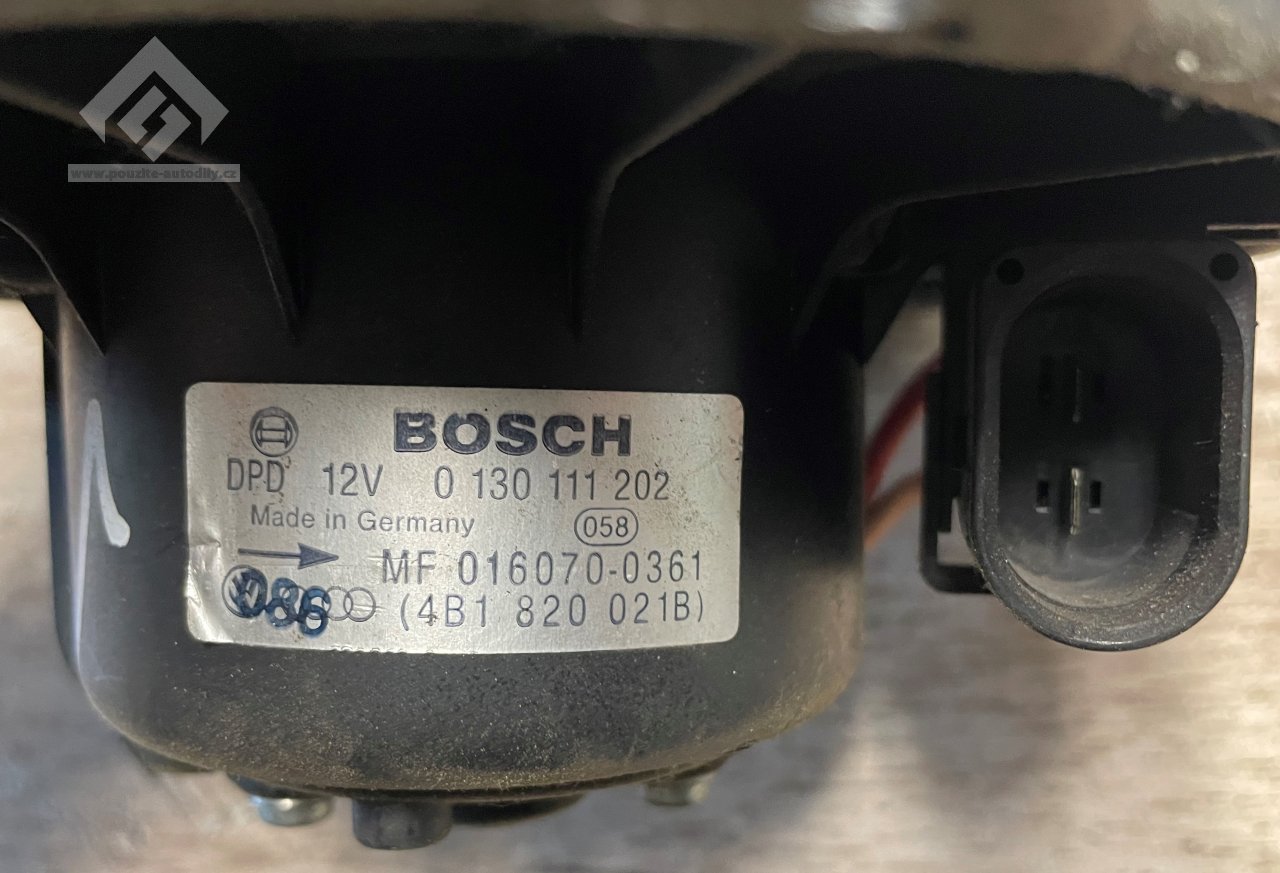 www.pouzite-autodily.cz
BOSCH
DPD 12V 0 130 111 202
Made in Germany 058
MF 016070-0361
086 (4B1 820 021B)